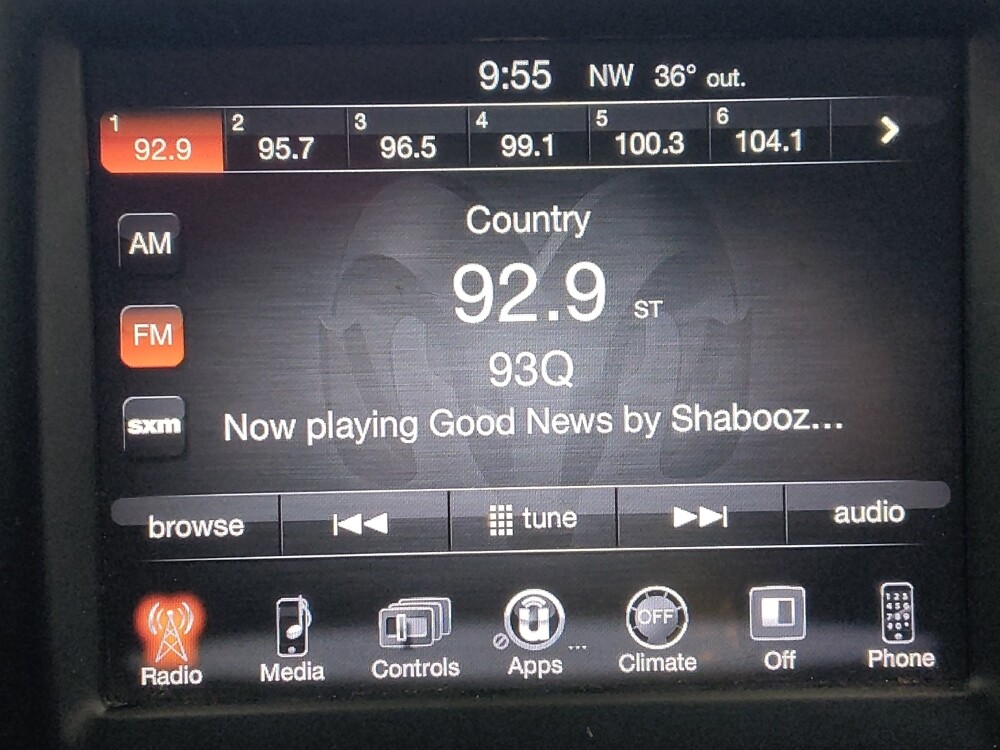 9:55 NW 36° out.
1 2 3 4 5 6
92.9 95.7 96.5 99.1 100.3 104.1
Country
AM
92.9 ST
FM
93Q
sxm
Now playing Good News by Shabooz...
browse tune audio
OFF
Radio Media Controls Apps ... Climate Off Phone